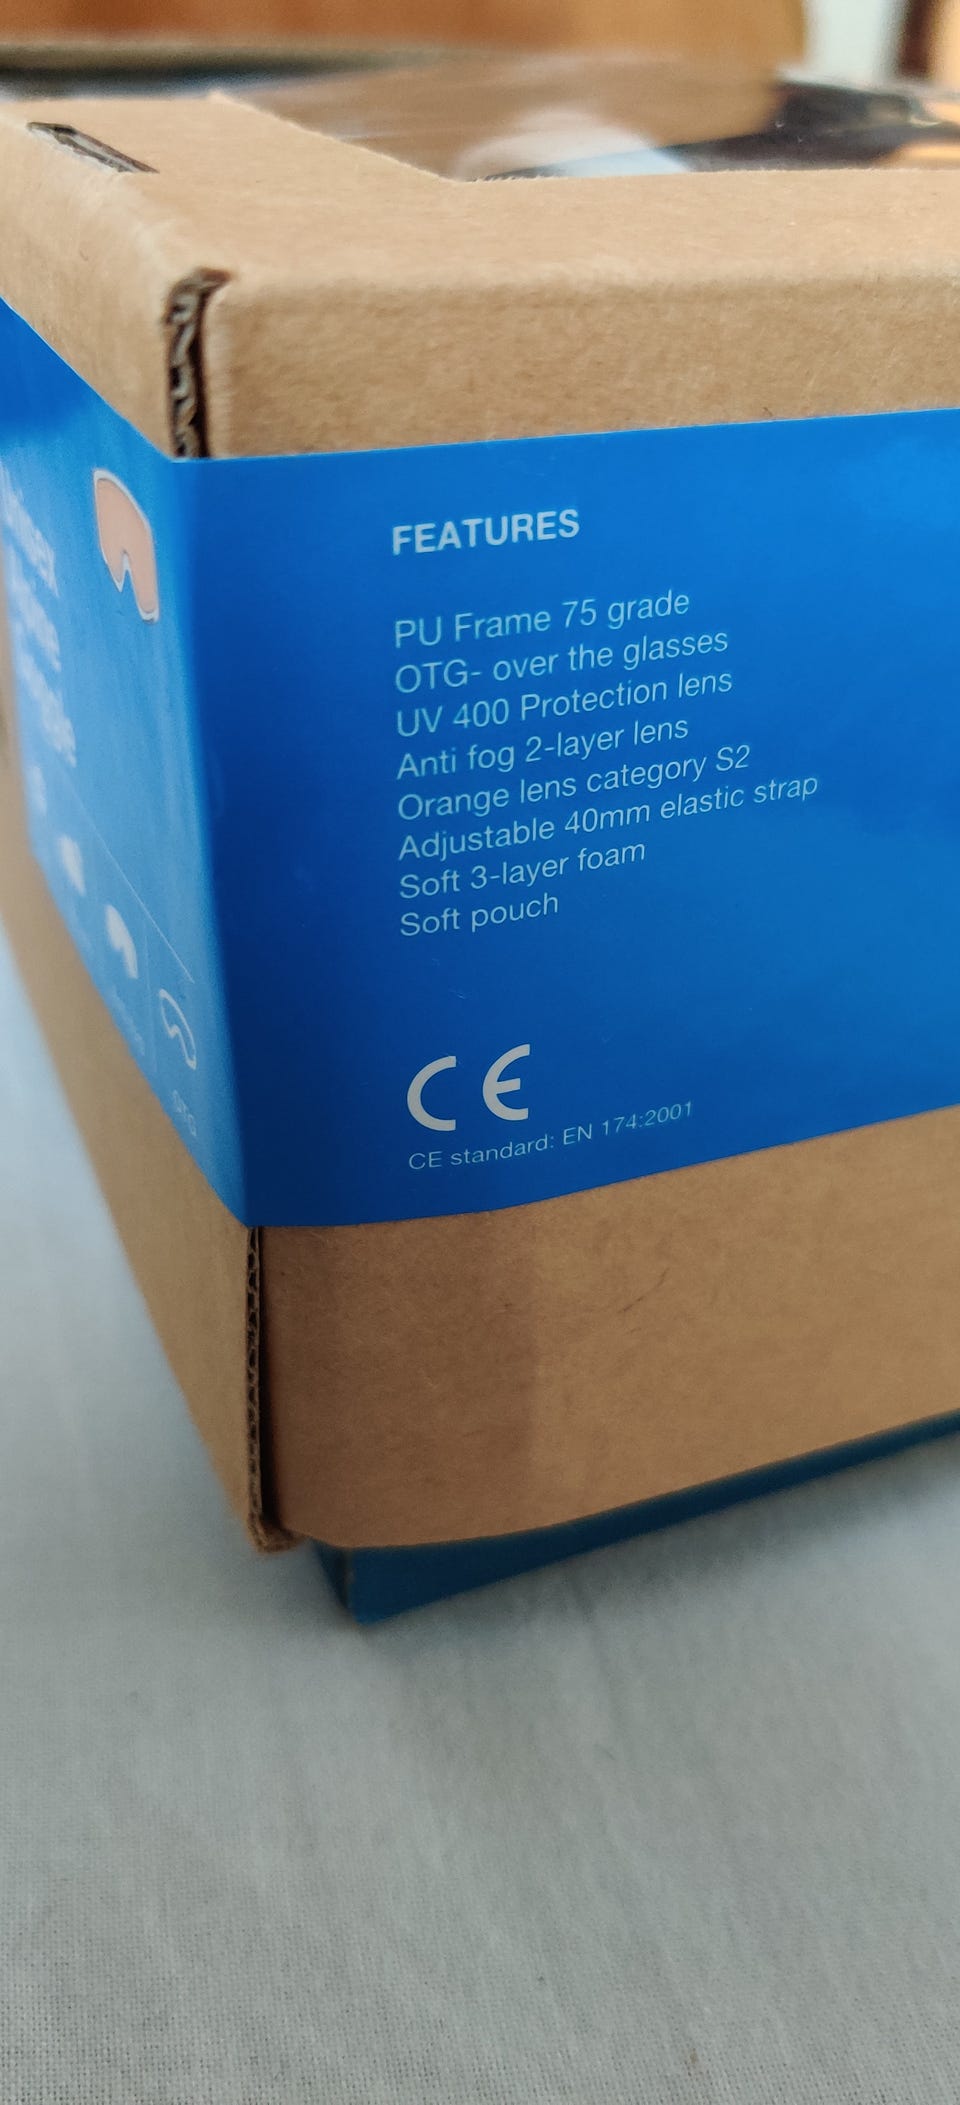 FEATURES
PU Frame 75 grade
OTG- over the glasses
UV 400 Protection lens
Anti fog 2-layer lens
Orange lens category S2
Adjustable 40mm elastic strap
Soft 3-layer foam
Soft pouch
CE
CE standard: EN 174:2001
OTG